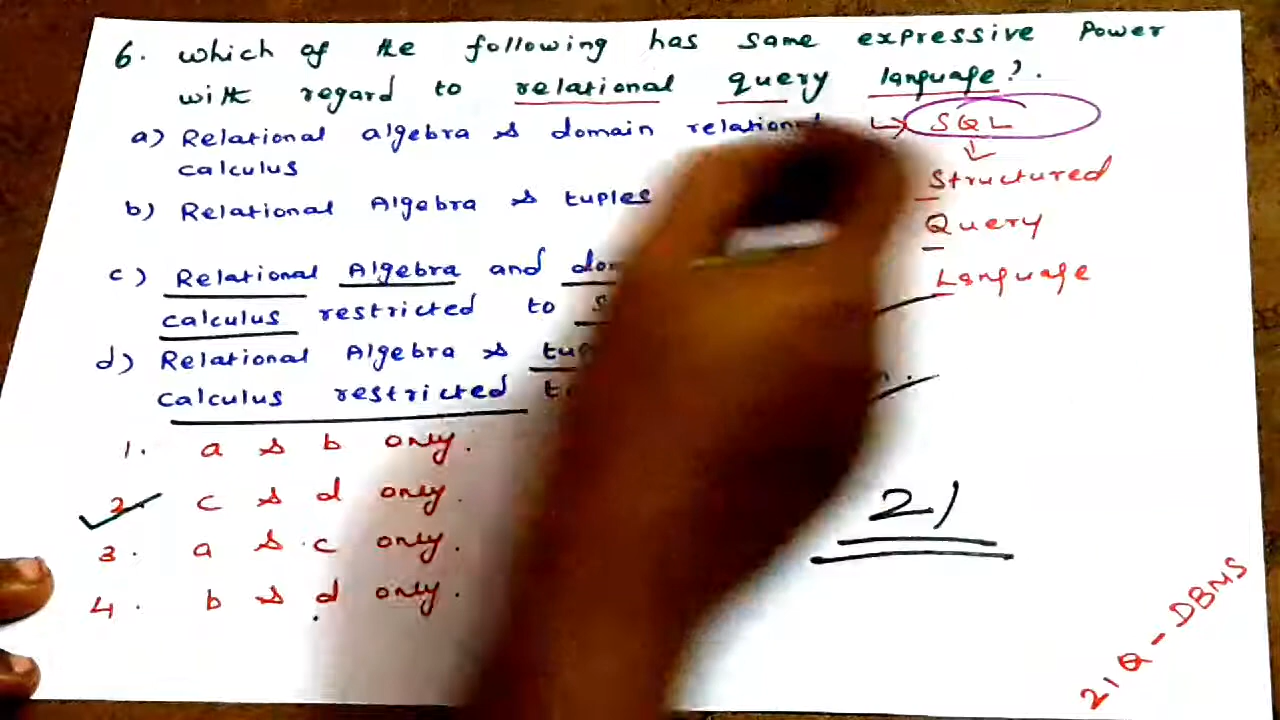 6. which of the following has same expressive Power
with regard to relational query language?.
a) Relational algebra & domain relational
calculus
b) Relational Algebra & tuples
c) Relational Algebra and
calculus restricted to
d) Relational Algebra &
calculus restricted
1. a & b only.
2. c & d only.
3. a & c only.
4. b & d only.
↳ SQL
↓
Structured
Query
Language
21
21Q - DBMS